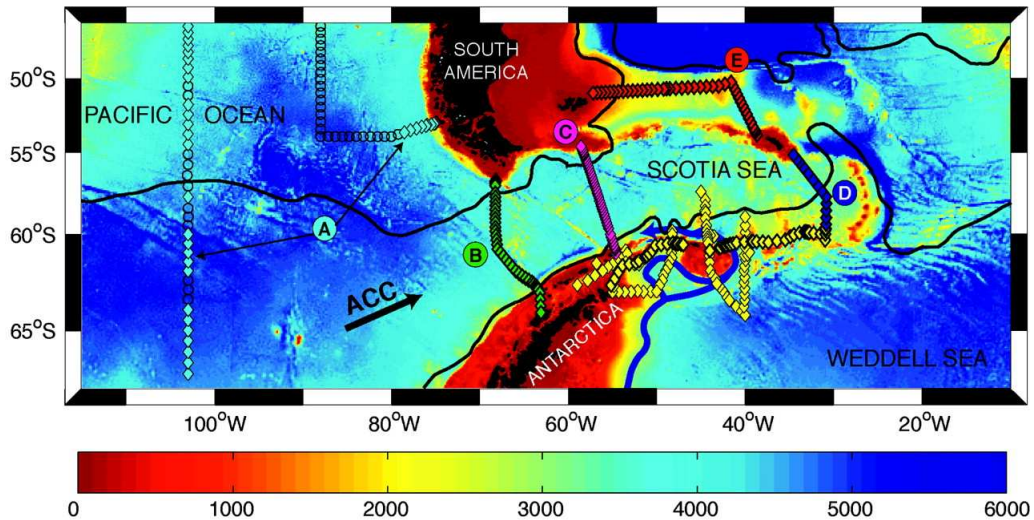 50°S
55°S
60°S
65°S
PACIFIC OCEAN
SOUTH
AMERICA
E
C
SCOTIA SEA
D
A
B
ACC
ANTARCTICA
WEDDELL SEA
100°W
80°W
60°W
40°W
20°W
0
1000
2000
3000
4000
5000
6000